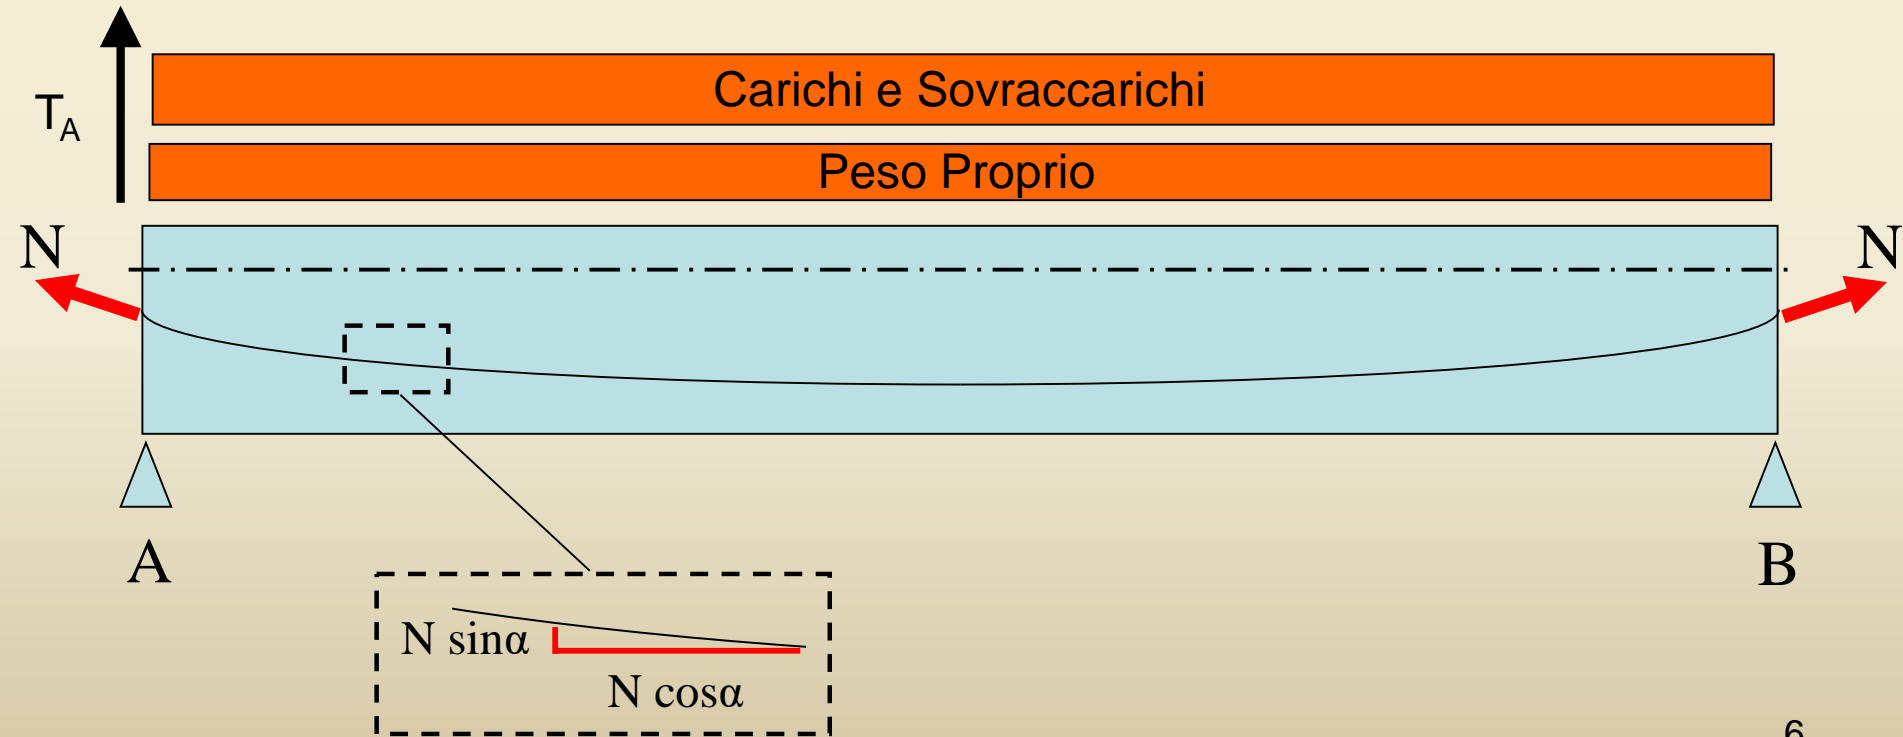 Carichi e Sovraccarichi
T_A
Peso Proprio
N
N
A
B
N sinα
N cosα
6